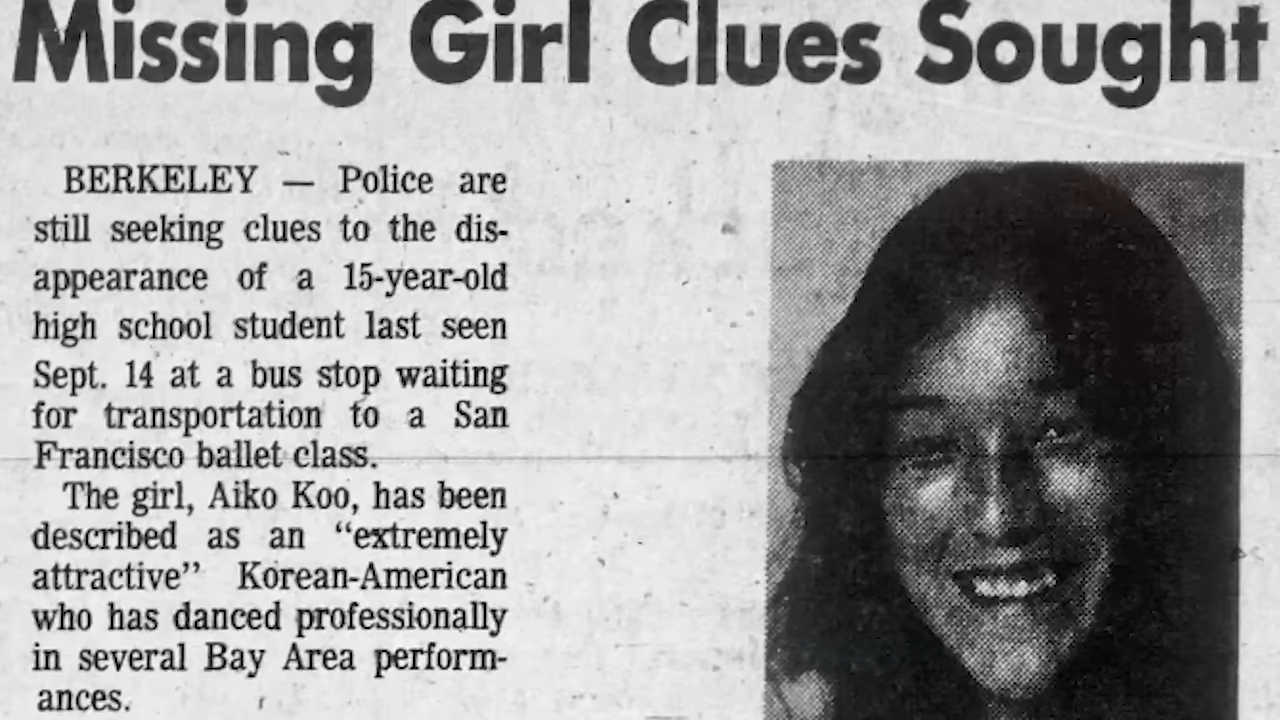 Missing Girl Clues Sought
BERKELEY — Police are
still seeking clues to the dis-
appearance of a 15-year-old
high school student last seen
Sept. 14 at a bus stop waiting
for transportation to a San
Francisco ballet class.
The girl, Aiko Koo, has been
described as an “extremely
attractive” Korean-American
who has danced professionally
in several Bay Area perform-
ances.